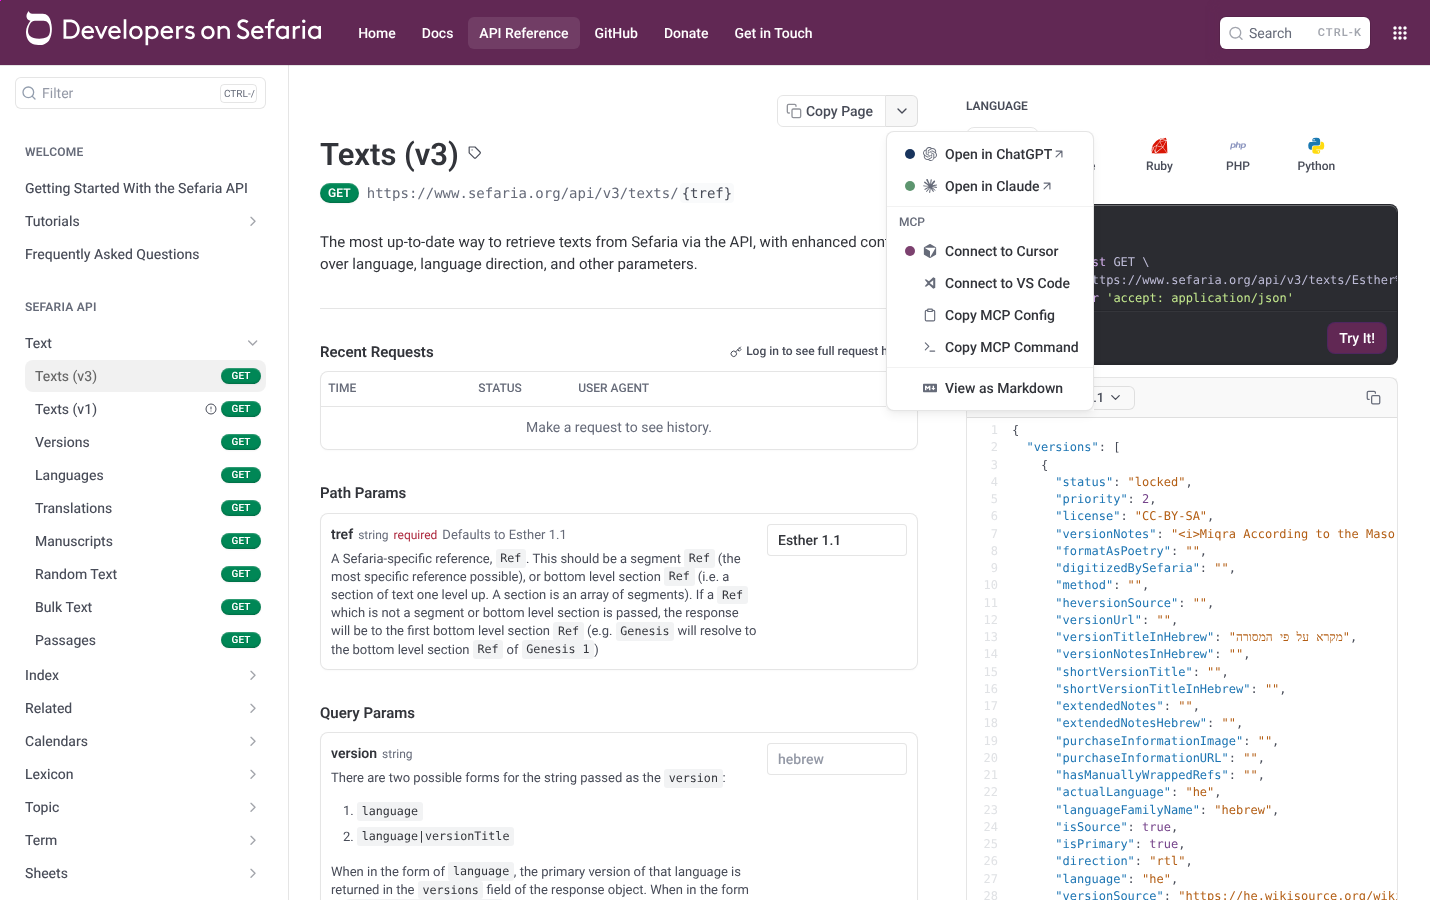 Developers on Sefaria
Home
Docs
API Reference
GitHub
Donate
Get in Touch
Search
CTRL-K
Filter
CTRL-/
WELCOME
Getting Started With the Sefaria API
Tutorials
Frequently Asked Questions
SEFARIA API
Text
Texts (v3) GET
Texts (v1) GET
Versions GET
Languages GET
Translations GET
Manuscripts GET
Random Text GET
Bulk Text GET
Passages GET
Index
Related
Calendars
Lexicon
Topic
Term
Sheets
Copy Page
Texts (v3)
GET https://www.sefaria.org/api/v3/texts/{tref}
The most up-to-date way to retrieve texts from Sefaria via the API, with enhanced con
over language, language direction, and other parameters.
Recent Requests
Log in to see full request h
TIME STATUS USER AGENT
Make a request to see history.
Path Params
tref string required Defaults to Esther 1.1
Esther 1.1
A Sefaria-specific reference, Ref. This should be a segment Ref (the
most specific reference possible), or bottom level section Ref (i.e. a
section of text one level up. A section is an array of segments). If a Ref
which is not a segment or bottom level section is passed, the response
will be to the first bottom level section Ref (e.g. Genesis will resolve to
the bottom level section Ref of Genesis 1)
Query Params
version string
hebrew
There are two possible forms for the string passed as the version:
1. language
2. language|versionTitle
When in the form of language, the primary version of that language is
returned in the versions field of the response object. When in the form
Open in ChatGPT
Open in Claude
MCP
Connect to Cursor
Connect to VS Code
Copy MCP Config
Copy MCP Command
View as Markdown
LANGUAGE
Ruby
PHP
Python
st GET \
ttps://www.sefaria.org/api/v3/texts/Esther%
r 'accept: application/json'
Try It!
.1
1 {
2 "versions": [
3 {
4 "status": "locked",
5 "priority": 2,
6 "license": "CC-BY-SA",
7 "versionNotes": "<i>Miqra According to the Maso
8 "formatAsPoetry": "",
9 "digitizedBySefaria": "",
10 "method": "",
11 "heversionSource": "",
12 "versionUrl": "",
13 "versionTitleInHebrew": "מקרא על פי המסורה",
14 "versionNotesInHebrew": "",
15 "shortVersionTitle": "",
16 "shortVersionTitleInHebrew": "",
17 "extendedNotes": "",
18 "extendedNotesHebrew": "",
19 "purchaseInformationImage": "",
20 "purchaseInformationURL": "",
21 "hasManuallyWrappedRefs": "",
22 "actualLanguage": "he",
23 "languageFamilyName": "hebrew",
24 "isSource": true,
25 "isPrimary": true,
26 "direction": "rtl",
27 "language": "he",
28 "versionSource": "https://he.wikisource.org/wik